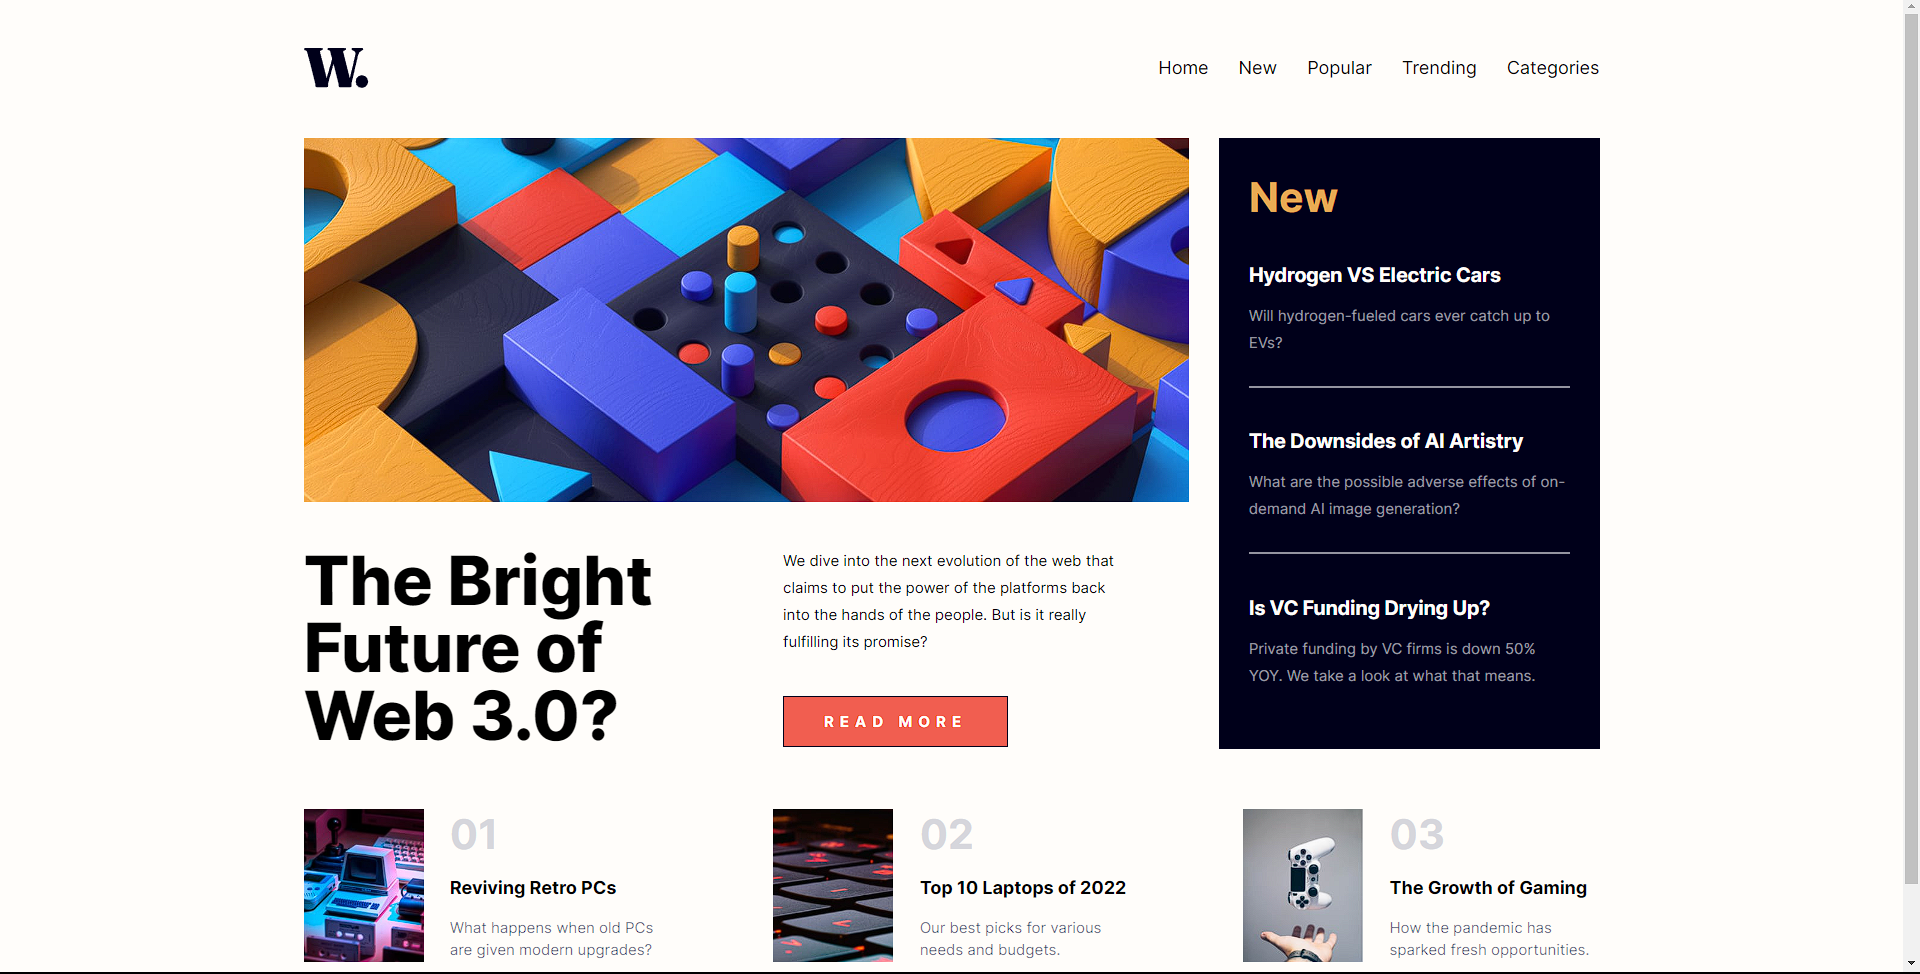 W.
Home New Popular Trending Categories
New
Hydrogen VS Electric Cars
Will hydrogen-fueled cars ever catch up to
EVs?
The Downsides of AI Artistry
What are the possible adverse effects of on-
demand AI image generation?
Is VC Funding Drying Up?
Private funding by VC firms is down 50%
YOY. We take a look at what that means.
The Bright
Future of
Web 3.0?
We dive into the next evolution of the web that
claims to put the power of the platforms back
into the hands of the people. But is it really
fulfilling its promise?
READ MORE
01
Reviving Retro PCs
What happens when old PCs
are given modern upgrades?
02
Top 10 Laptops of 2022
Our best picks for various
needs and budgets.
03
The Growth of Gaming
How the pandemic has
sparked fresh opportunities.